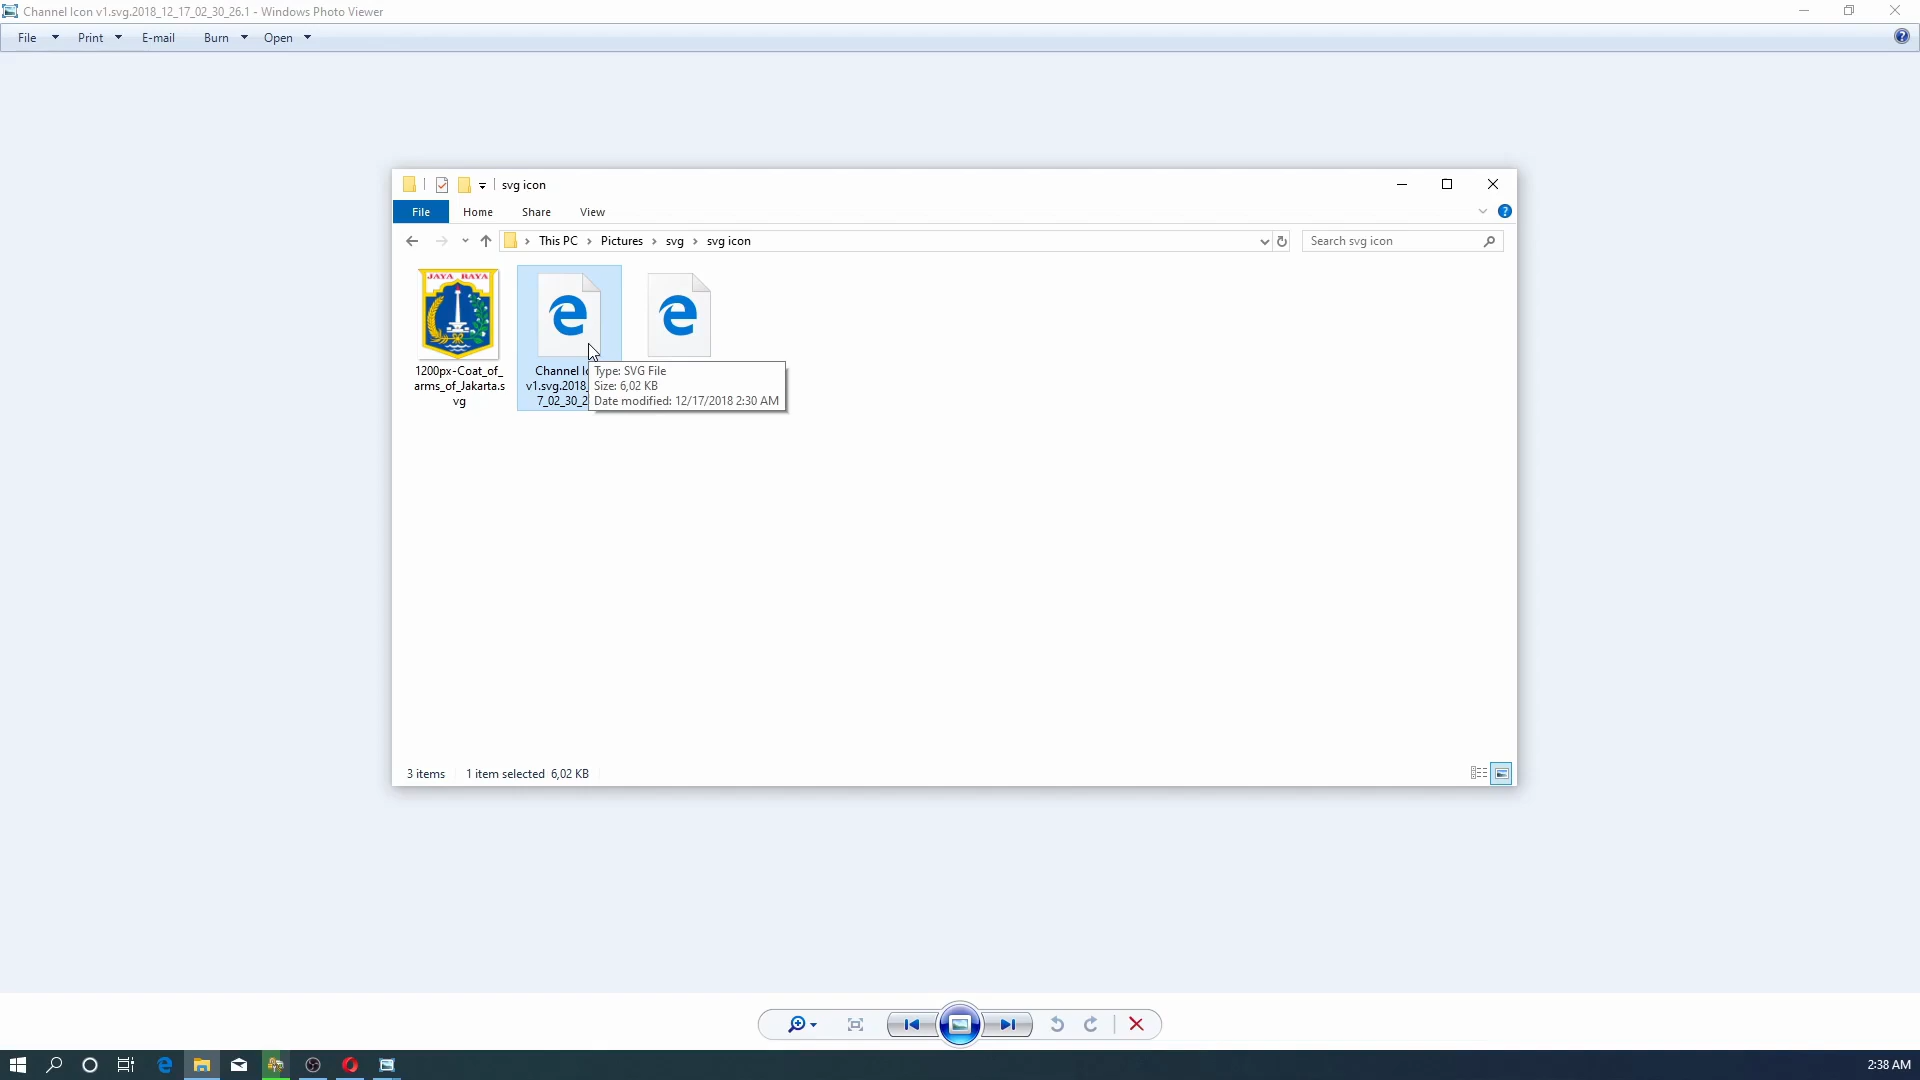 Channel Icon v1.svg.2018_12_17_02_30_26.1 - Windows Photo Viewer
File Print E-mail Burn Open
svg icon
File Home Share View
This PC Pictures svg svg icon
Search svg icon
JAYA RAYA
1200px-Coat_of_
arms_of_Jakarta.s
vg
Channel Ic
v1.svg.2018_
7_02_30_2
Type: SVG File
Size: 6,02 KB
Date modified: 12/17/2018 2:30 AM
3 items 1 item selected 6,02 KB
2:38 AM